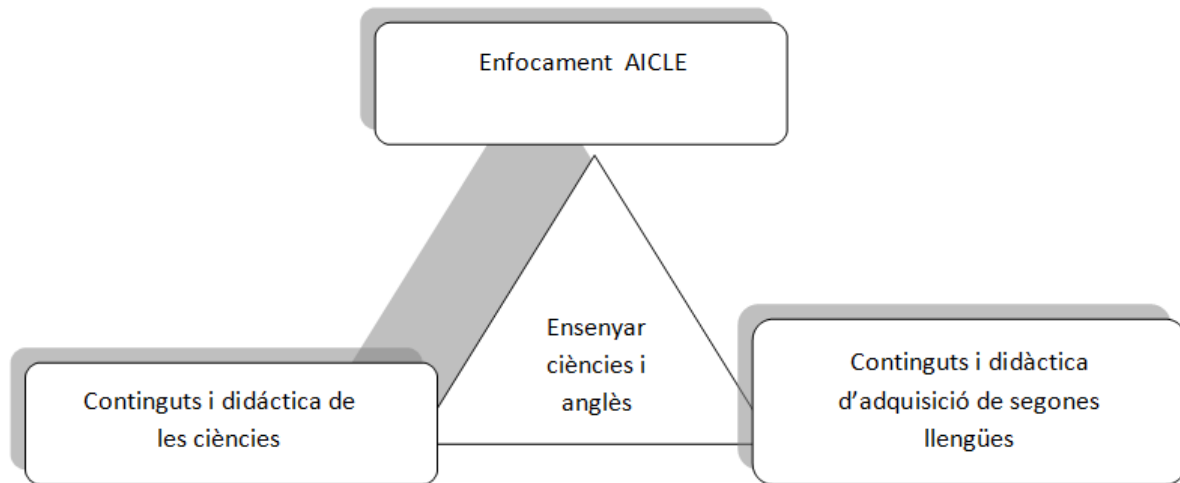 Enfocament AICLE
Ensenyar
ciències i
anglès
Continguts i didáctica de
les ciències
Continguts i didàctica
d’adquisició de segones
llengües